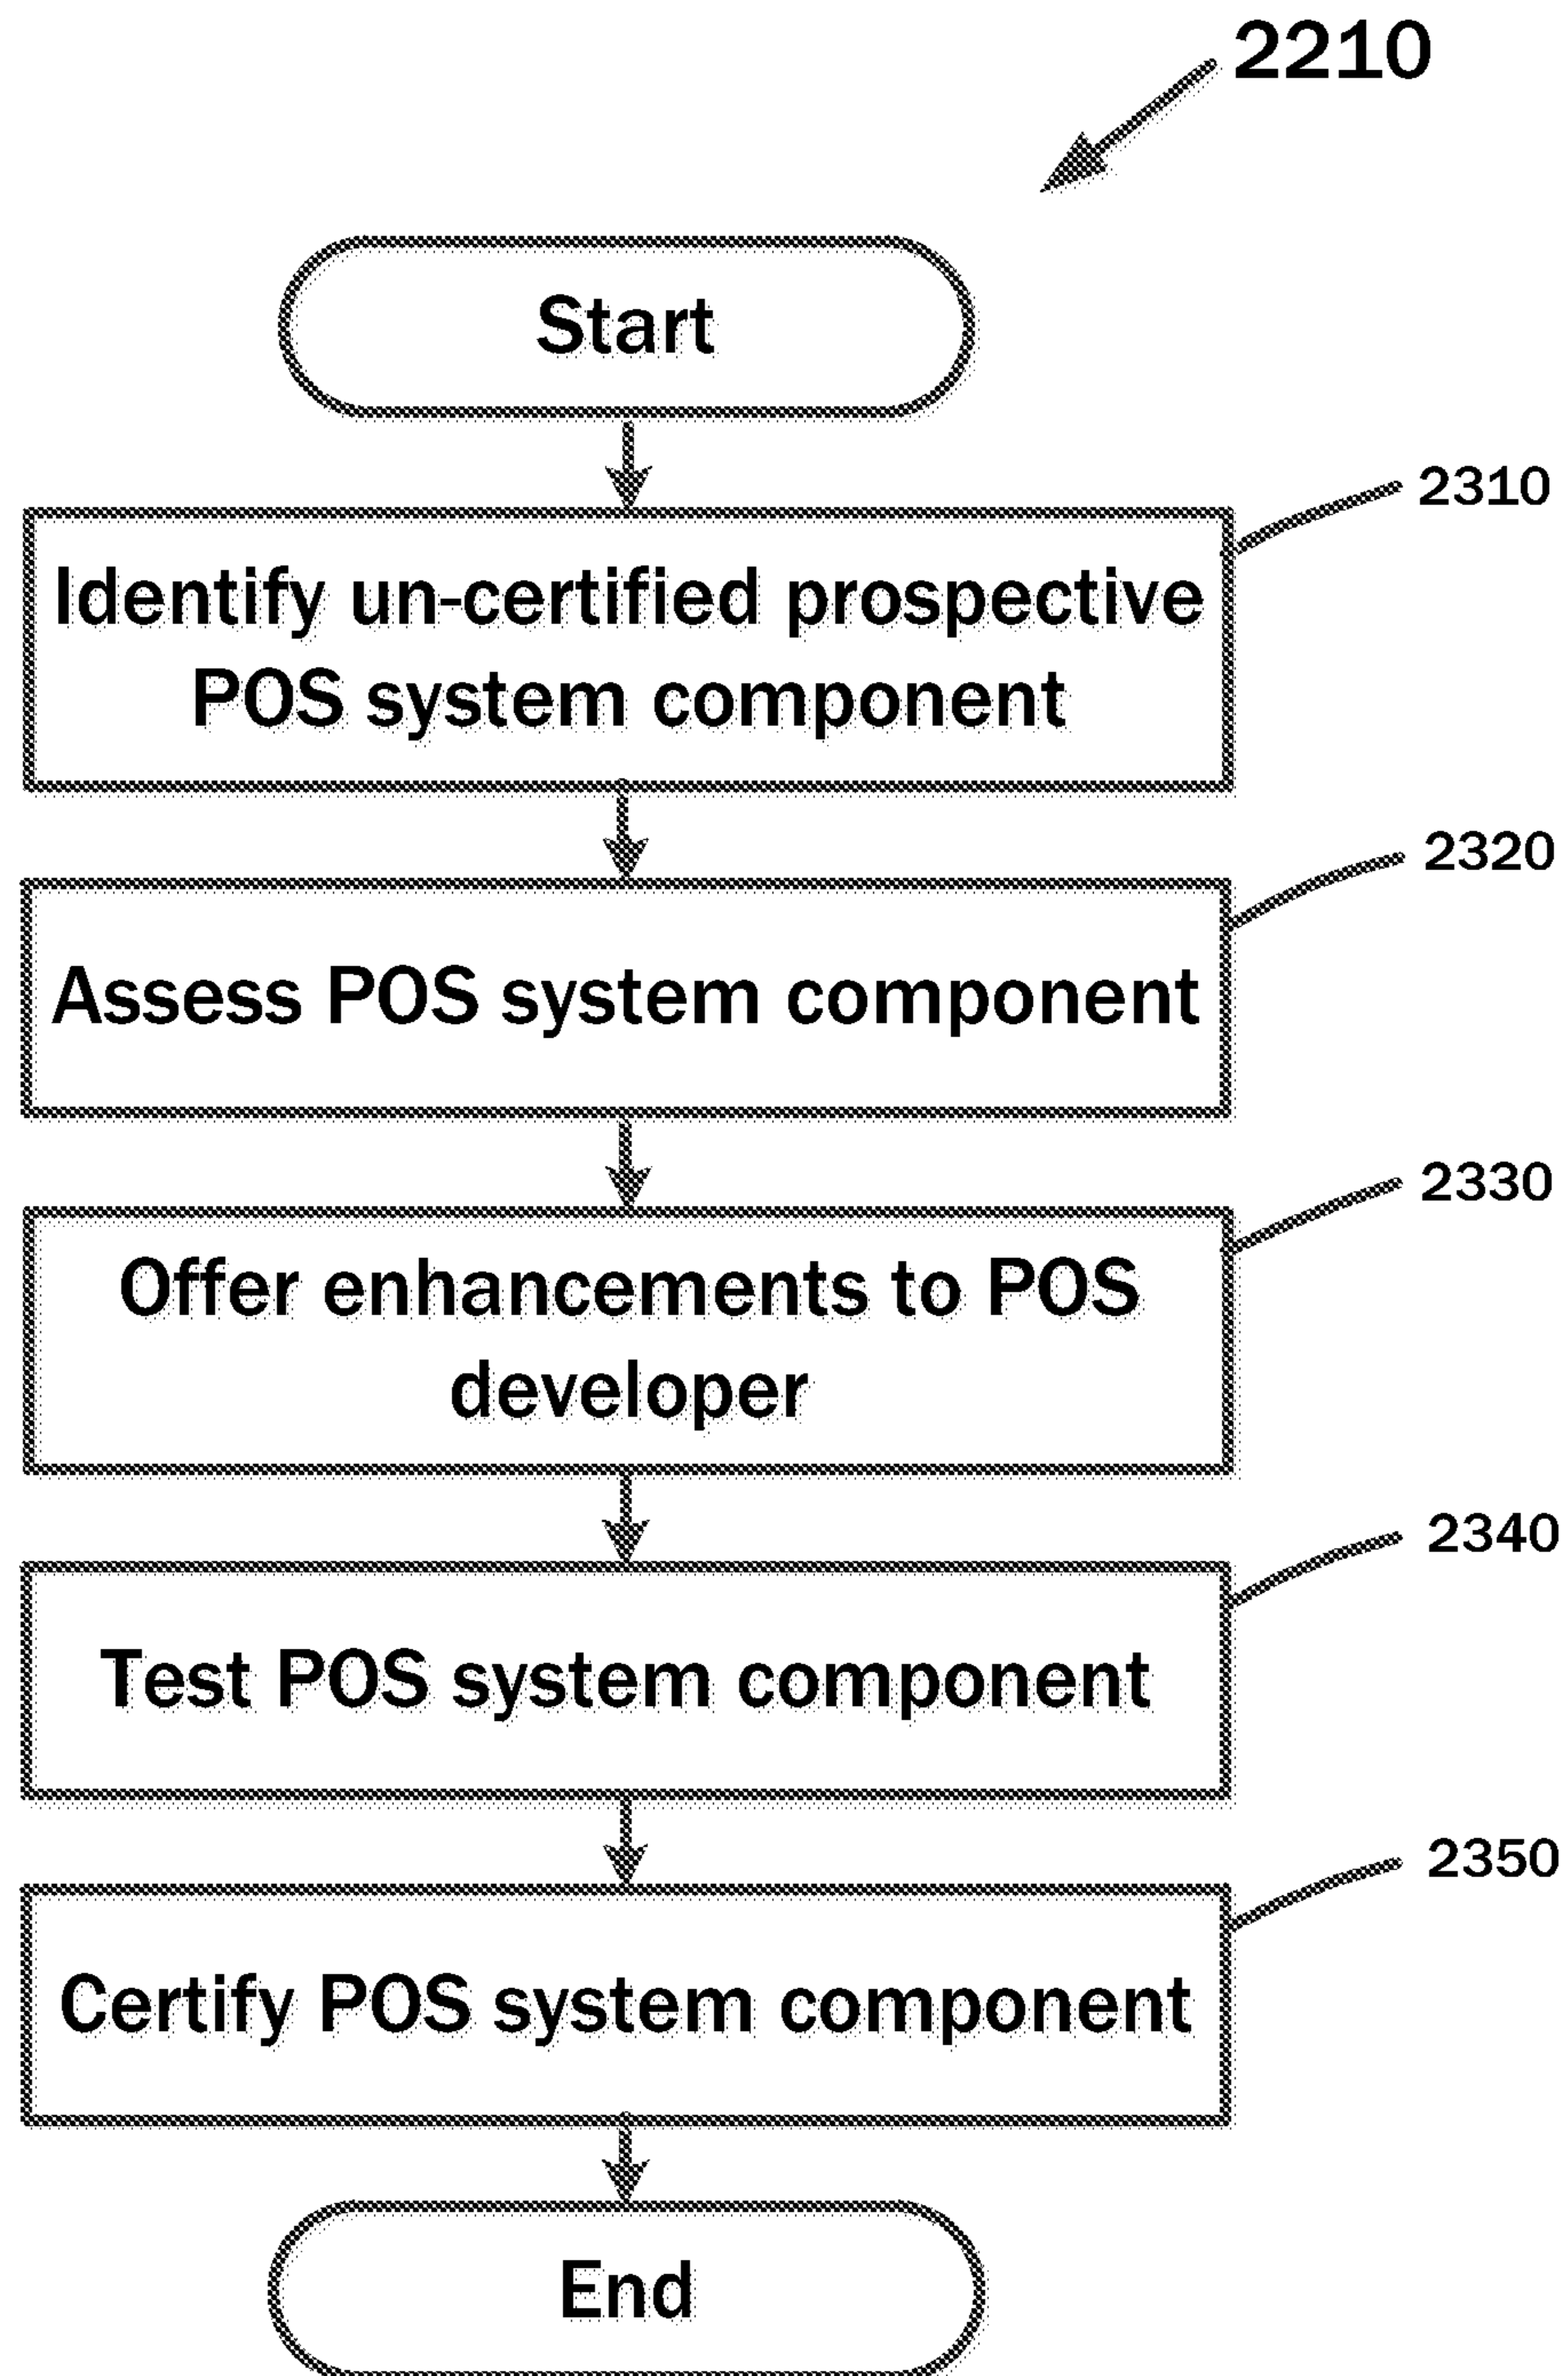 2210
Start
2310
Identify un-certified prospective
POS system component
2320
Assess POS system component
2330
Offer enhancements to POS
developer
2340
Test POS system component
2350
Certify POS system component
End